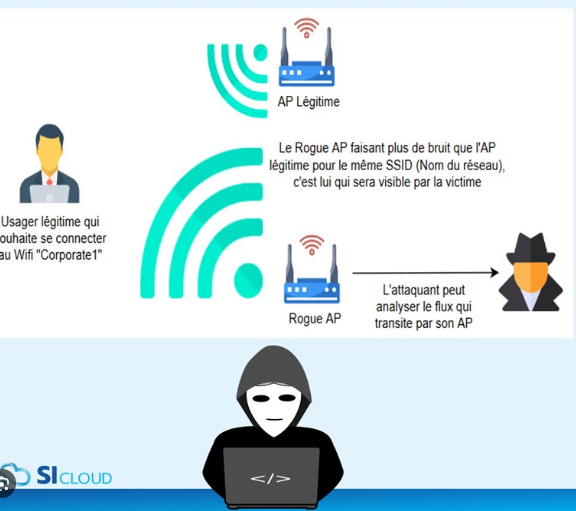 AP Légitime
Le Rogue AP faisant plus de bruit que l'AP
légitime pour le même SSID (Nom du réseau),
c'est lui qui sera visible par la victime
Usager légitime qui
ouhaite se connecter
au Wifi "Corporate1"
L'attaquant peut
analyser le flux qui
transite par son AP
Rogue AP
</>
SICLOUD